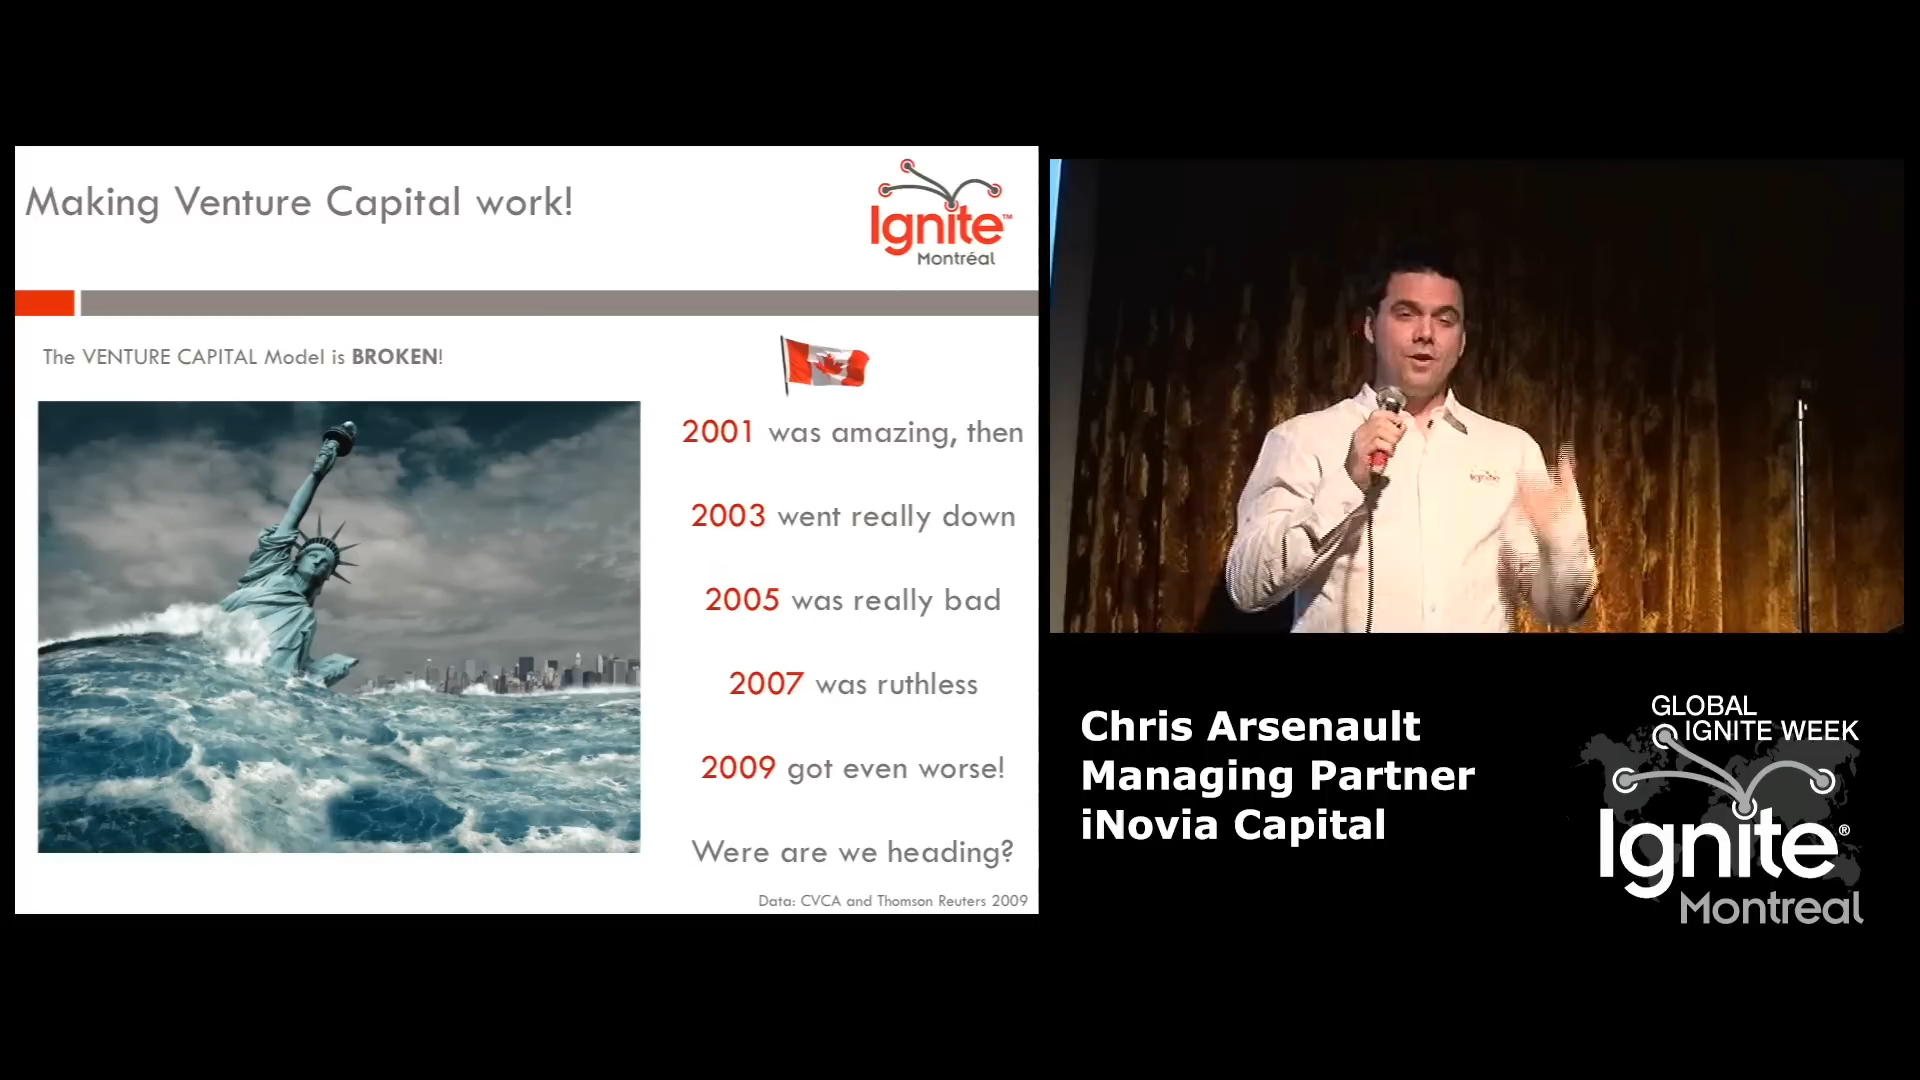 Making Venture Capital work!
Ignite™
Montréal
The VENTURE CAPITAL Model is BROKEN!
2001 was amazing, then
2003 went really down
2005 was really bad
2007 was ruthless
2009 got even worse!
Were are we heading?
Data: CVCA and Thomson Reuters 2009
Ignite
Chris Arsenault
Managing Partner
iNovia Capital
GLOBAL
IGNITE WEEK
Ignite®
Montreal